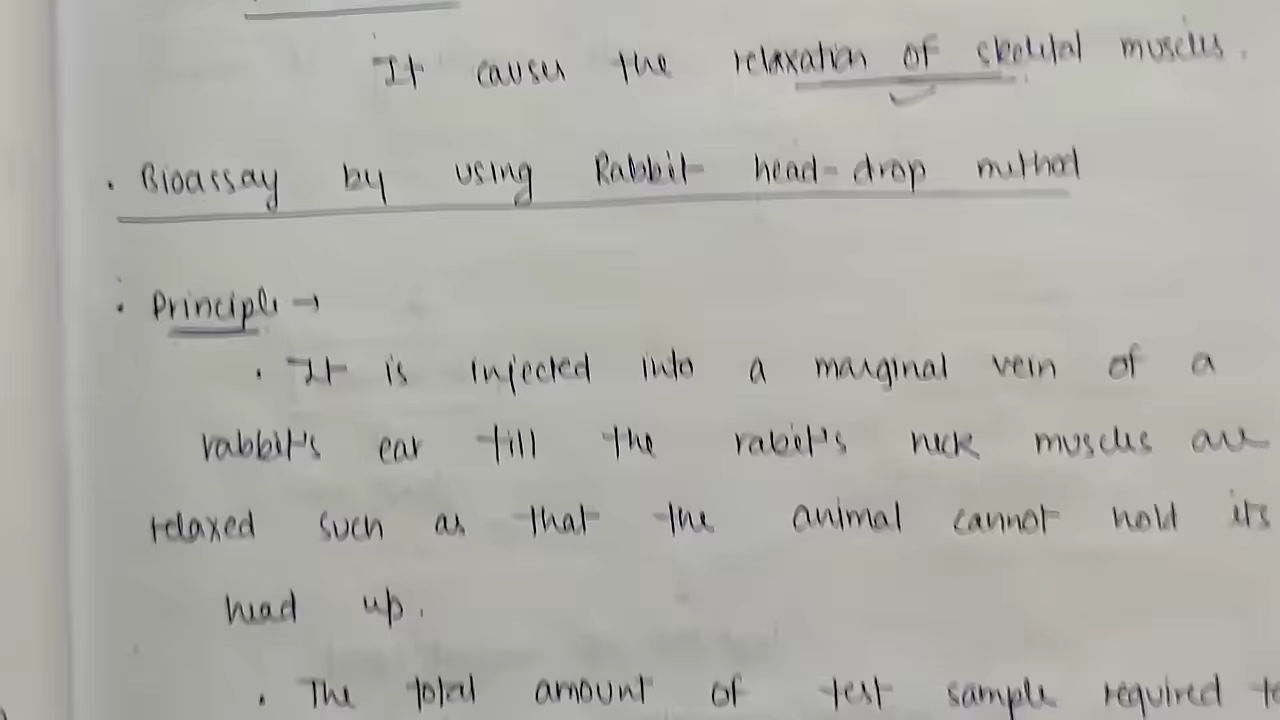 It causes the relaxation of skeletal muscles.
. Bioassay by using Rabbit head-drop method
: Principle →
. It is injected into a marginal vein of a
rabbit's ear till the rabit's neck muscles are
relaxed such as that the animal cannot hold its
head up.
. The total amount of test sample required to